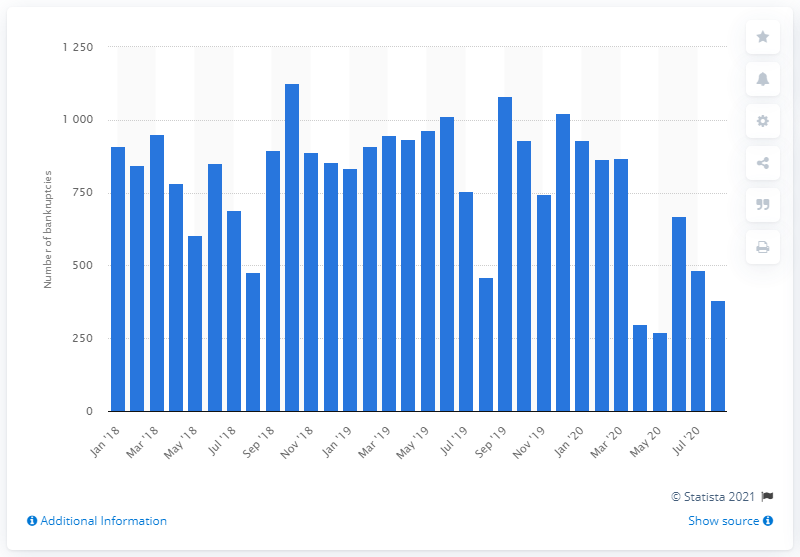 1 250
1 000
750
500
250
0
Number of bankruptcies
Jan '18
Mar '18
May '18
Jul '18
Sep '18
Nov '18
Jan '19
Mar '19
May '19
Jul '19
Sep '19
Nov '19
Jan '20
Mar '20
May '20
Jul '20
© Statista 2021
Additional Information
Show source